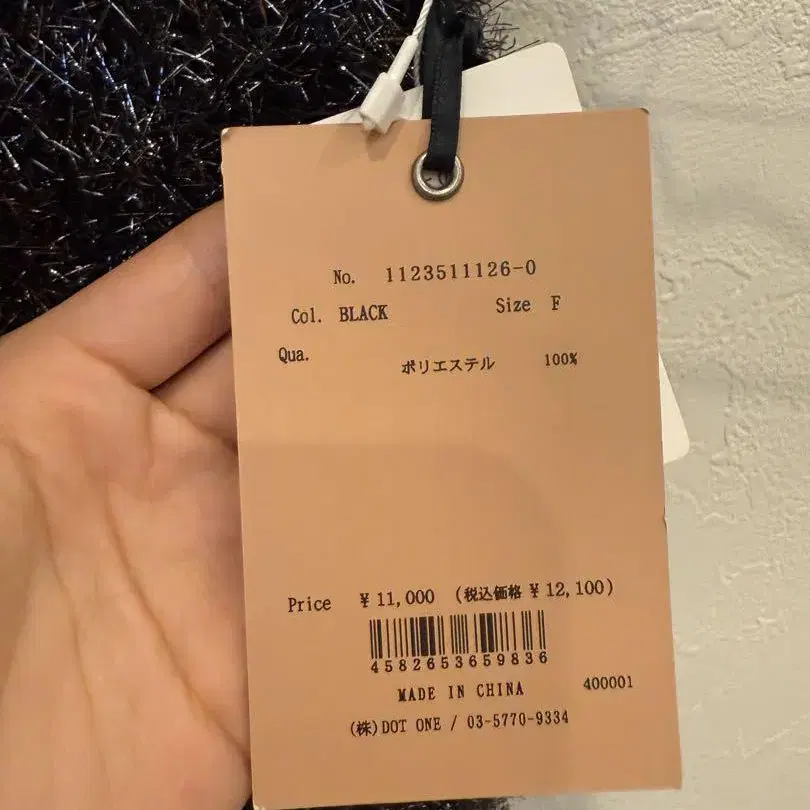 No. 1123511126-0
Col. BLACK Size F
Qua.
ポリエステル 100%
Price ¥11,000 (税込価格 ¥12,100)
4582653659836
MADE IN CHINA 400001
(株)DOT ONE / 03-5770-9334